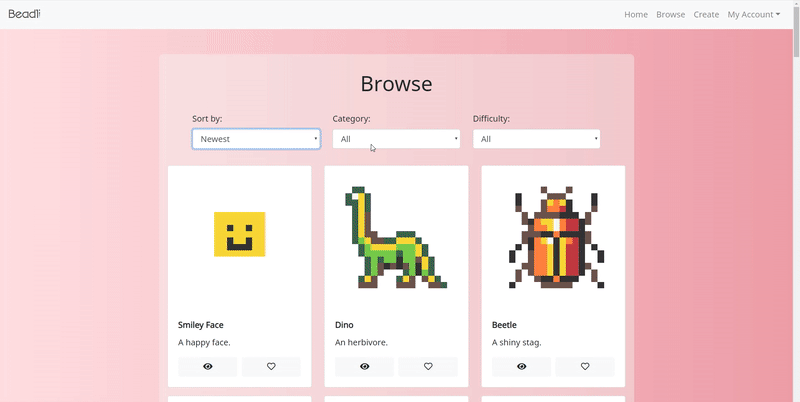 Beadli
Home Browse Create My Account
Browse
Sort by: Category: Difficulty:
Newest All All
Smiley Face Dino Beetle
A happy face. An herbivore. A shiny stag.